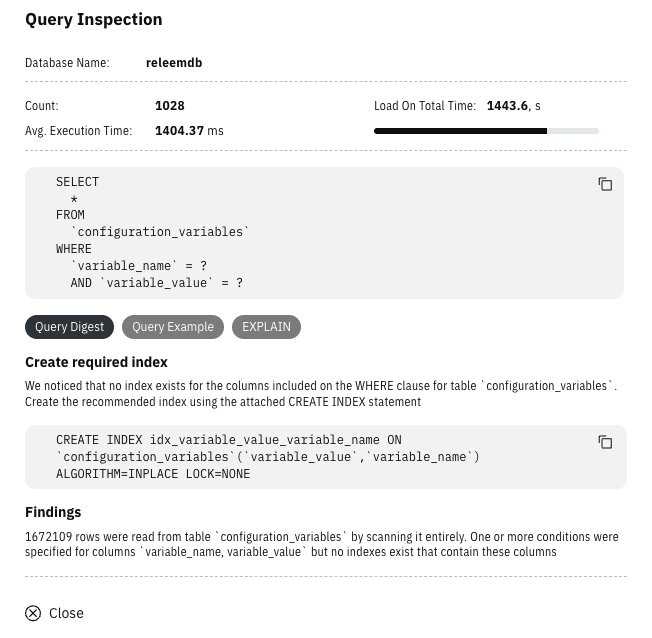 Query Inspection
Database Name: releemdb
Count: 1028 Load On Total Time: 1443.6, s
Avg. Execution Time: 1404.37 ms
SELECT
*
FROM
`configuration_variables`
WHERE
`variable_name` = ?
AND `variable_value` = ?
Query Digest Query Example EXPLAIN
Create required index
We noticed that no index exists for the columns included on the WHERE clause for table `configuration_variables`.
Create the recommended index using the attached CREATE INDEX statement
CREATE INDEX idx_variable_value_variable_name ON
`configuration_variables`(`variable_value`,`variable_name`)
ALGORITHM=INPLACE LOCK=NONE
Findings
1672109 rows were read from table `configuration_variables` by scanning it entirely. One or more conditions were
specified for columns `variable_name, variable_value` but no indexes exist that contain these columns
Close